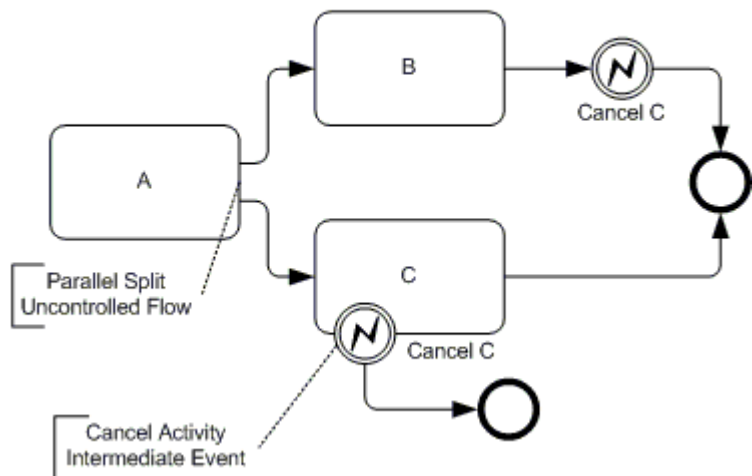 B
Cancel C
A
Parallel Split
Uncontrolled Flow
C
Cancel C
Cancel Activity
Intermediate Event